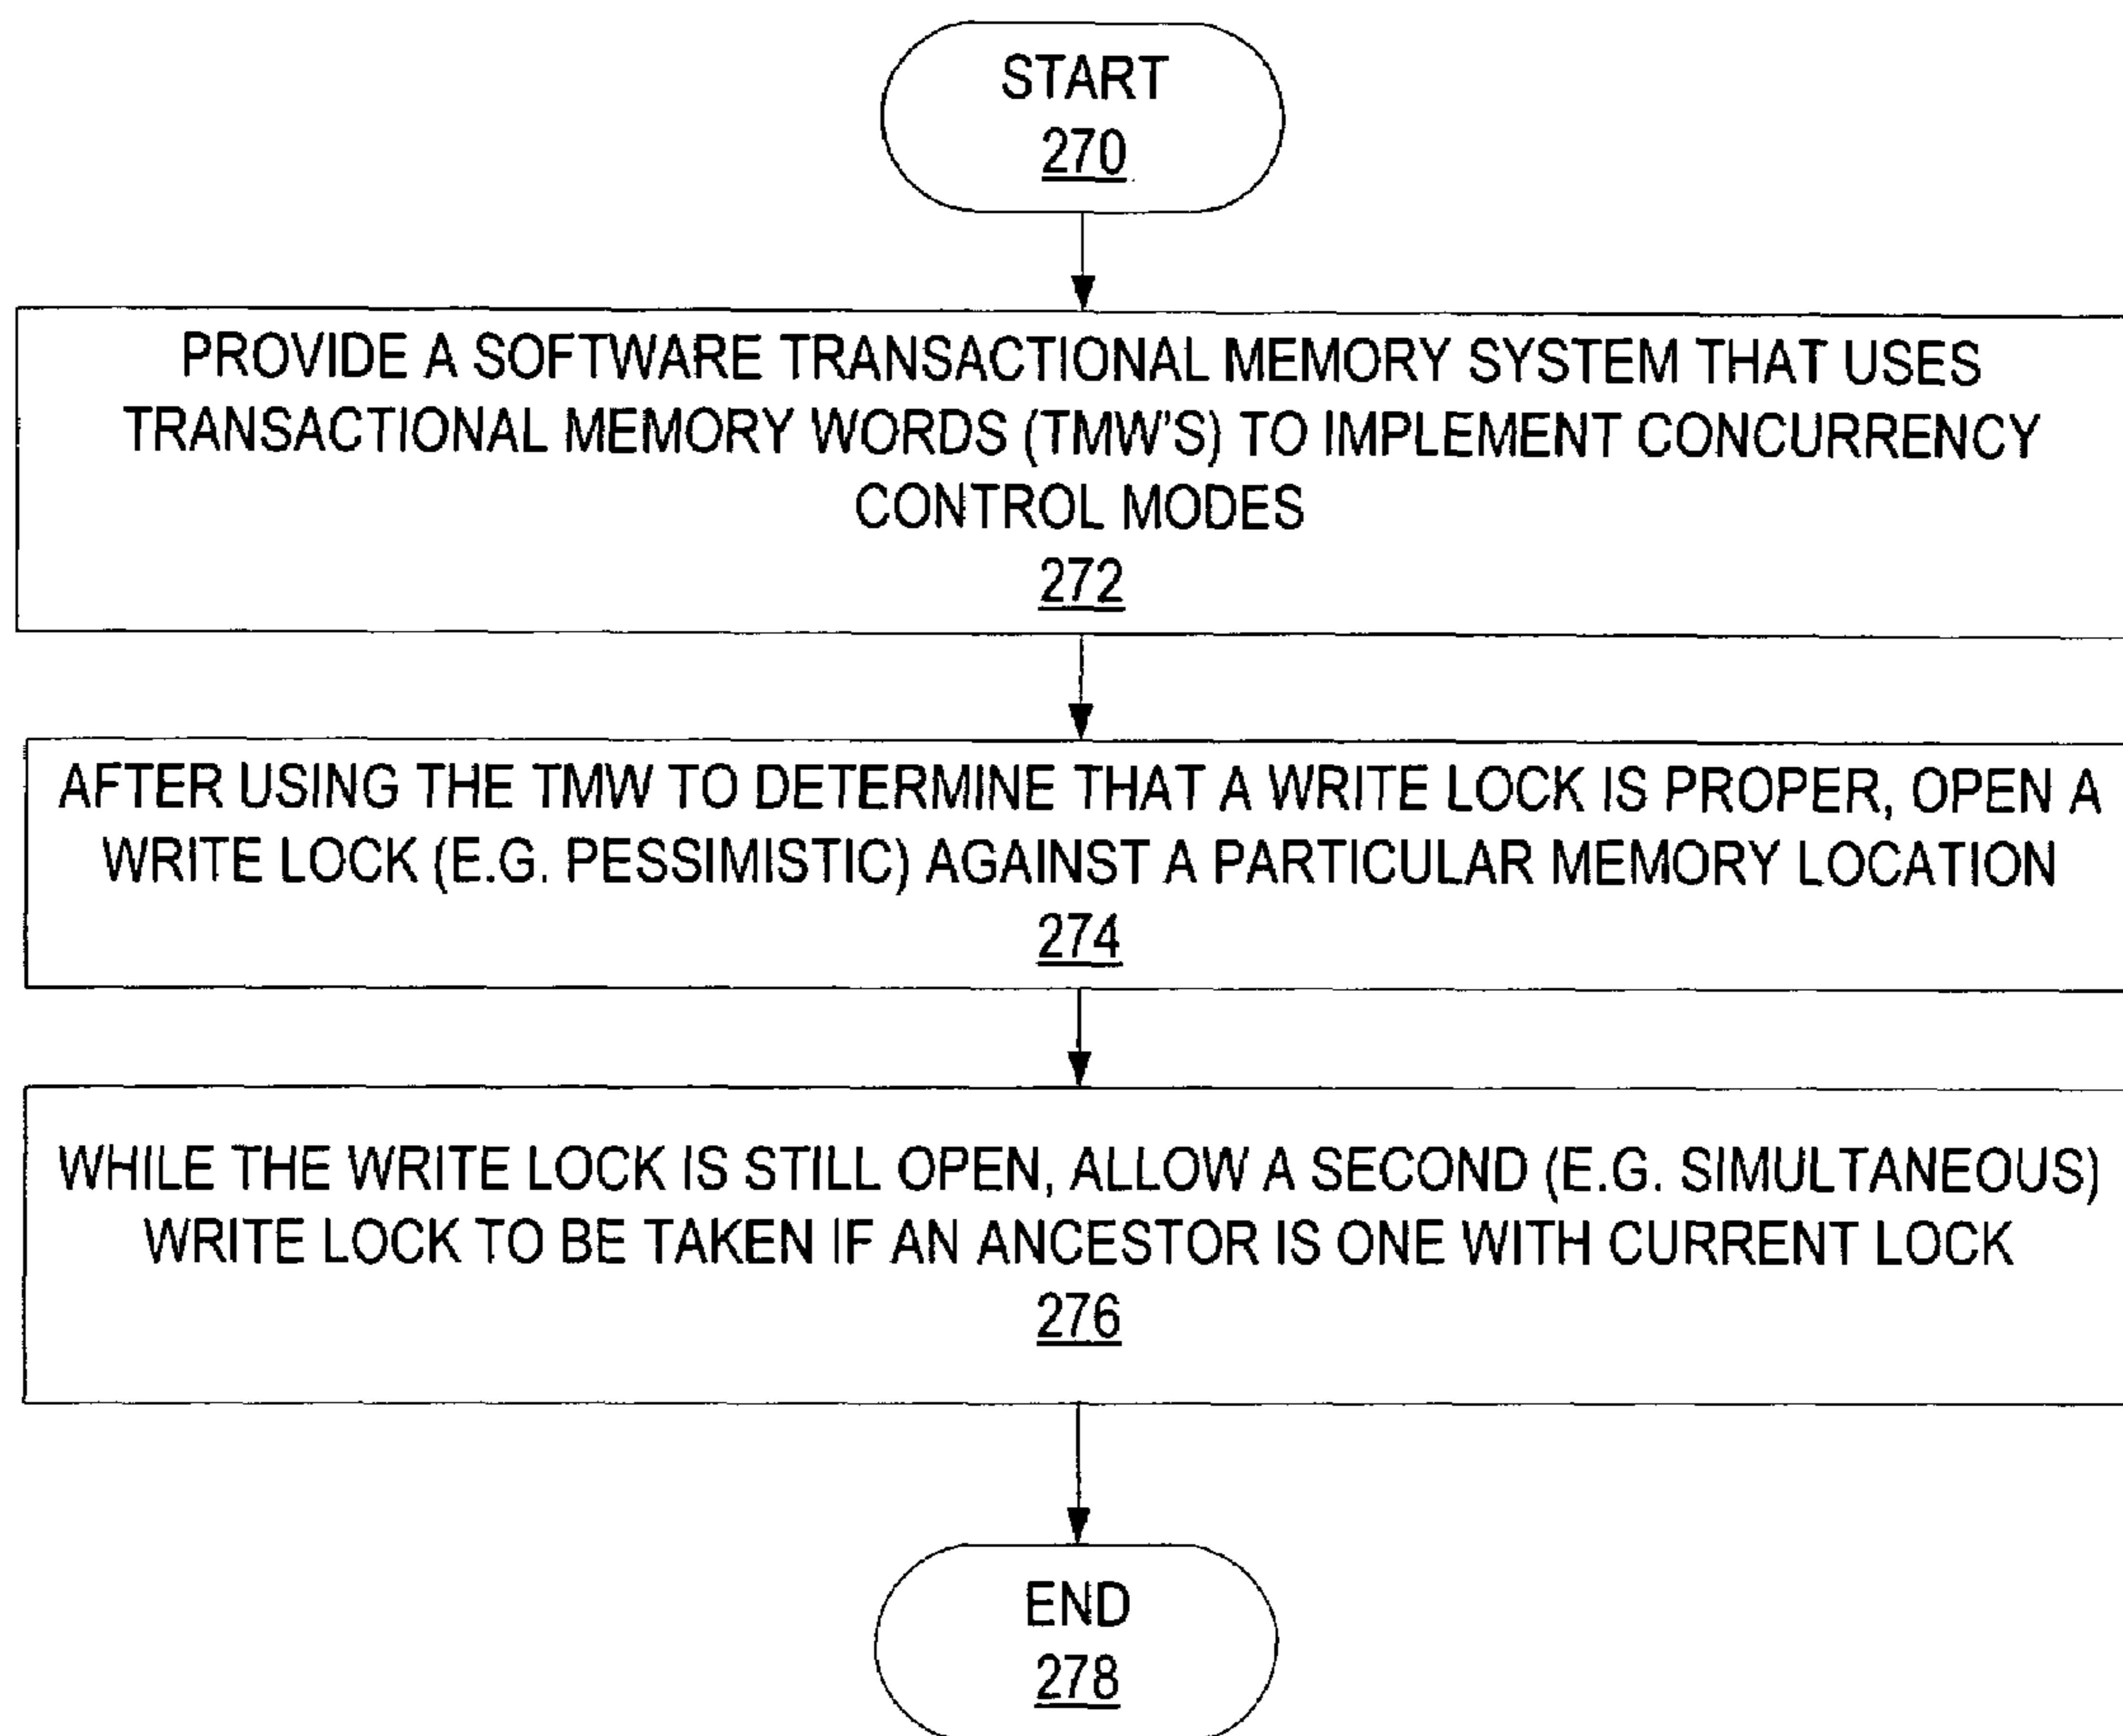 START
270
PROVIDE A SOFTWARE TRANSACTIONAL MEMORY SYSTEM THAT USES
TRANSACTIONAL MEMORY WORDS (TMW'S) TO IMPLEMENT CONCURRENCY
CONTROL MODES
272
AFTER USING THE TMW TO DETERMINE THAT A WRITE LOCK IS PROPER, OPEN A
WRITE LOCK (E.G. PESSIMISTIC) AGAINST A PARTICULAR MEMORY LOCATION
274
WHILE THE WRITE LOCK IS STILL OPEN, ALLOW A SECOND (E.G. SIMULTANEOUS)
WRITE LOCK TO BE TAKEN IF AN ANCESTOR IS ONE WITH CURRENT LOCK
276
END
278